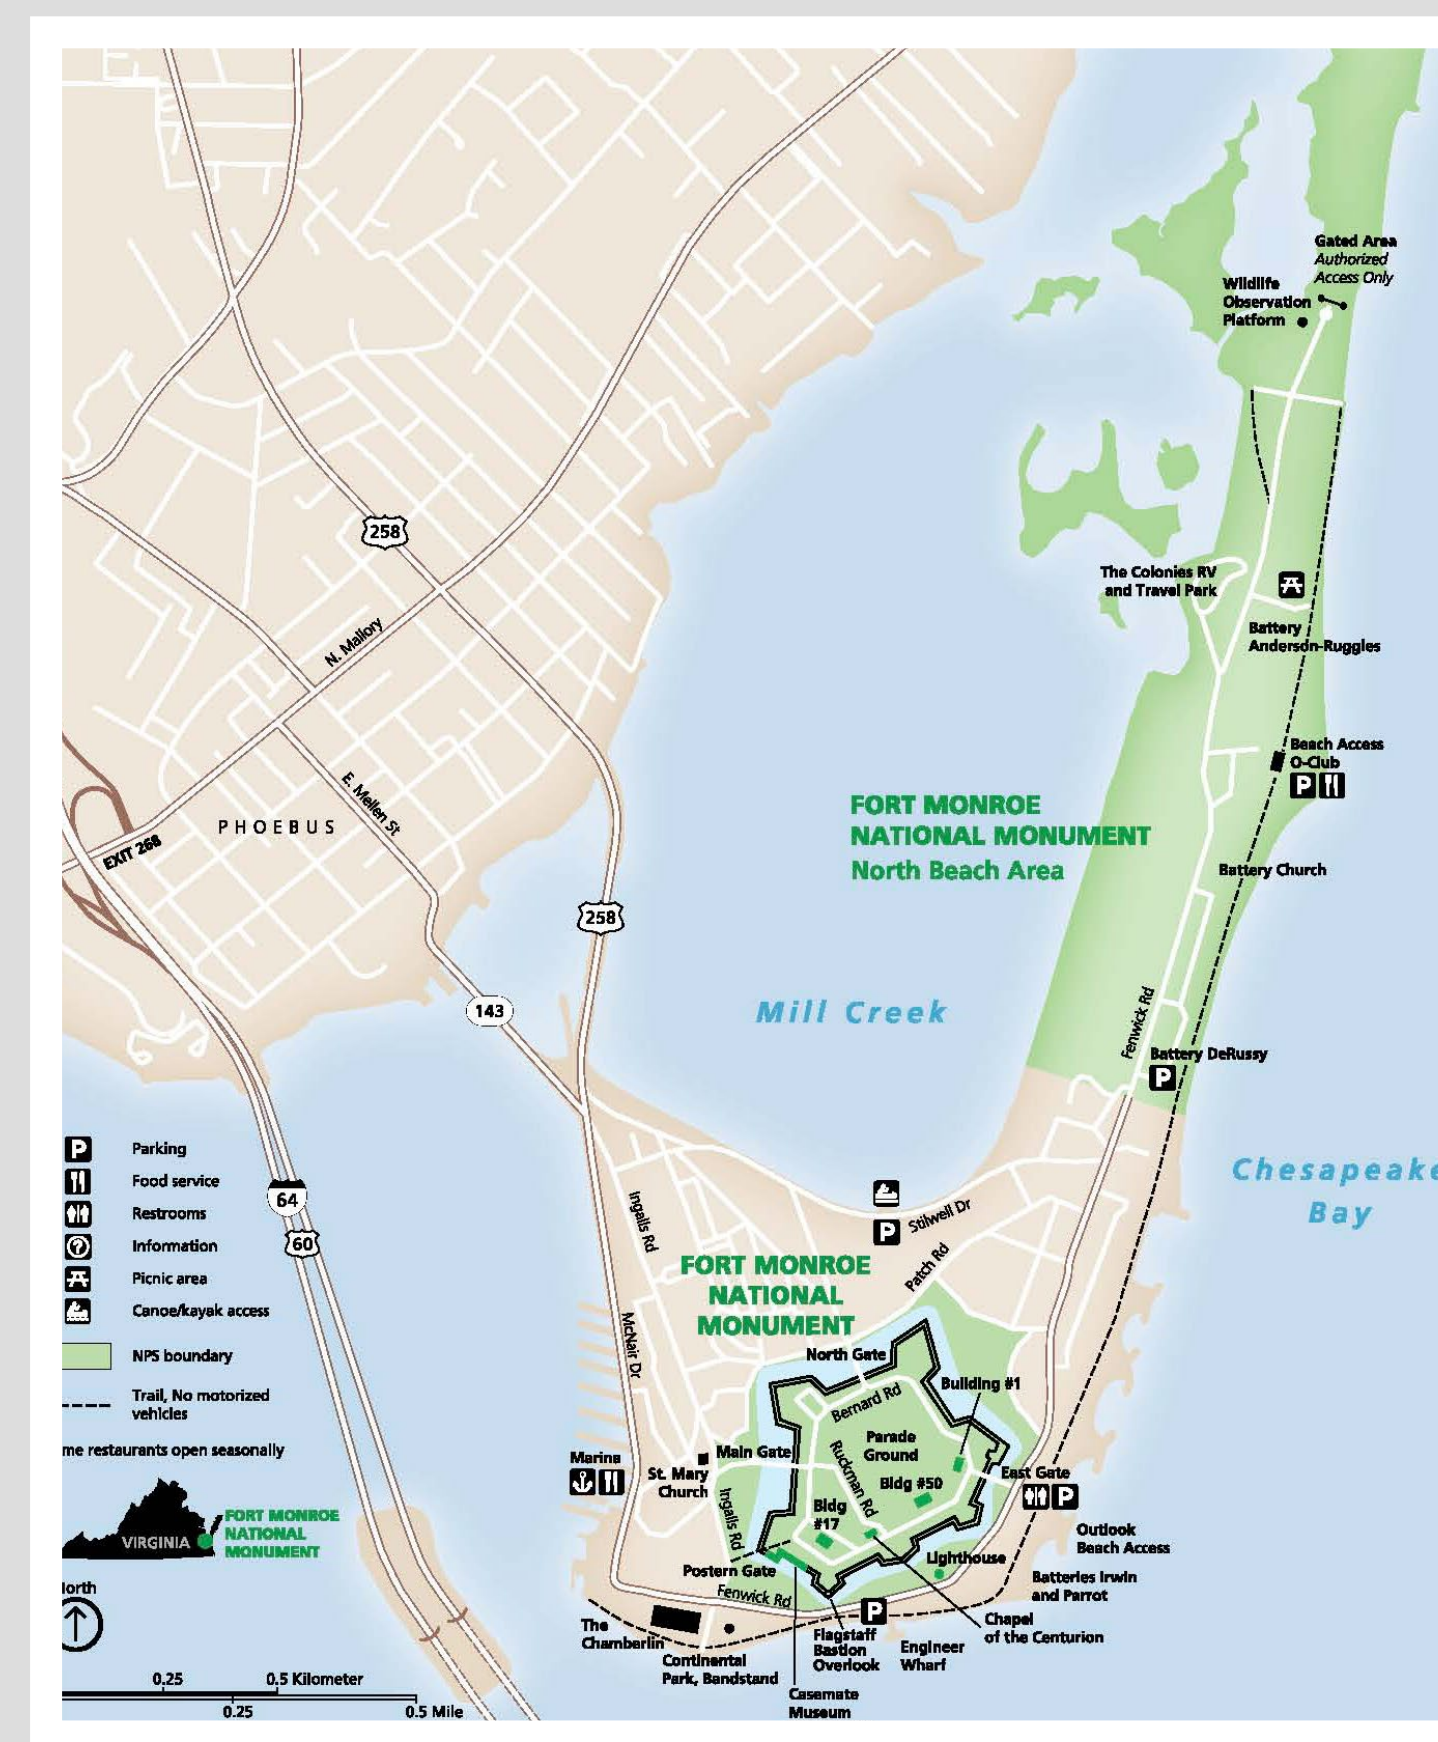 Gated Area
Authorized
Access Only
Wildlife
Observation
Platform
258
The Colonies RV
and Travel Park
N. Mallory
Battery
Anderson-Ruggles
Beach Access
O-Club
P
E. Mellen St
PHOEBUS
EXIT 268
FORT MONROE
NATIONAL MONUMENT
North Beach Area
Battery Church
258
143
Mill Creek
Fenwick Rd
Battery DeRussy
P
Chesapeake
Bay
P Parking
Food service
Restrooms
? Information
Picnic area
Canoe/kayak access
NPS boundary
Trail, No motorized
vehicles
me restaurants open seasonally
64
60
Ingalls Rd
P
Stilwell Dr
Patch Rd
FORT MONROE
NATIONAL
MONUMENT
McNair Dr
North Gate
Building #1
Bernard Rd
Parade
Ground
Ruckman Rd
Main Gate
Marina
St. Mary
Church
Bldg #50
East Gate
P
Bldg
#17
Ingalls Rd
Outlook
Beach Access
Lighthouse
Postern Gate
Batteries Irwin
and Parrot
Fenwick Rd
P
The
Chamberlin
Chapel
of the Centurion
Flagstaff
Bastion
Overlook
Engineer
Wharf
Continental
Park, Bandstand
Casemate
Museum
VIRGINIA
FORT MONROE
NATIONAL
MONUMENT
orth
0.25
0.5 Kilometer
0.25
0.5 Mile